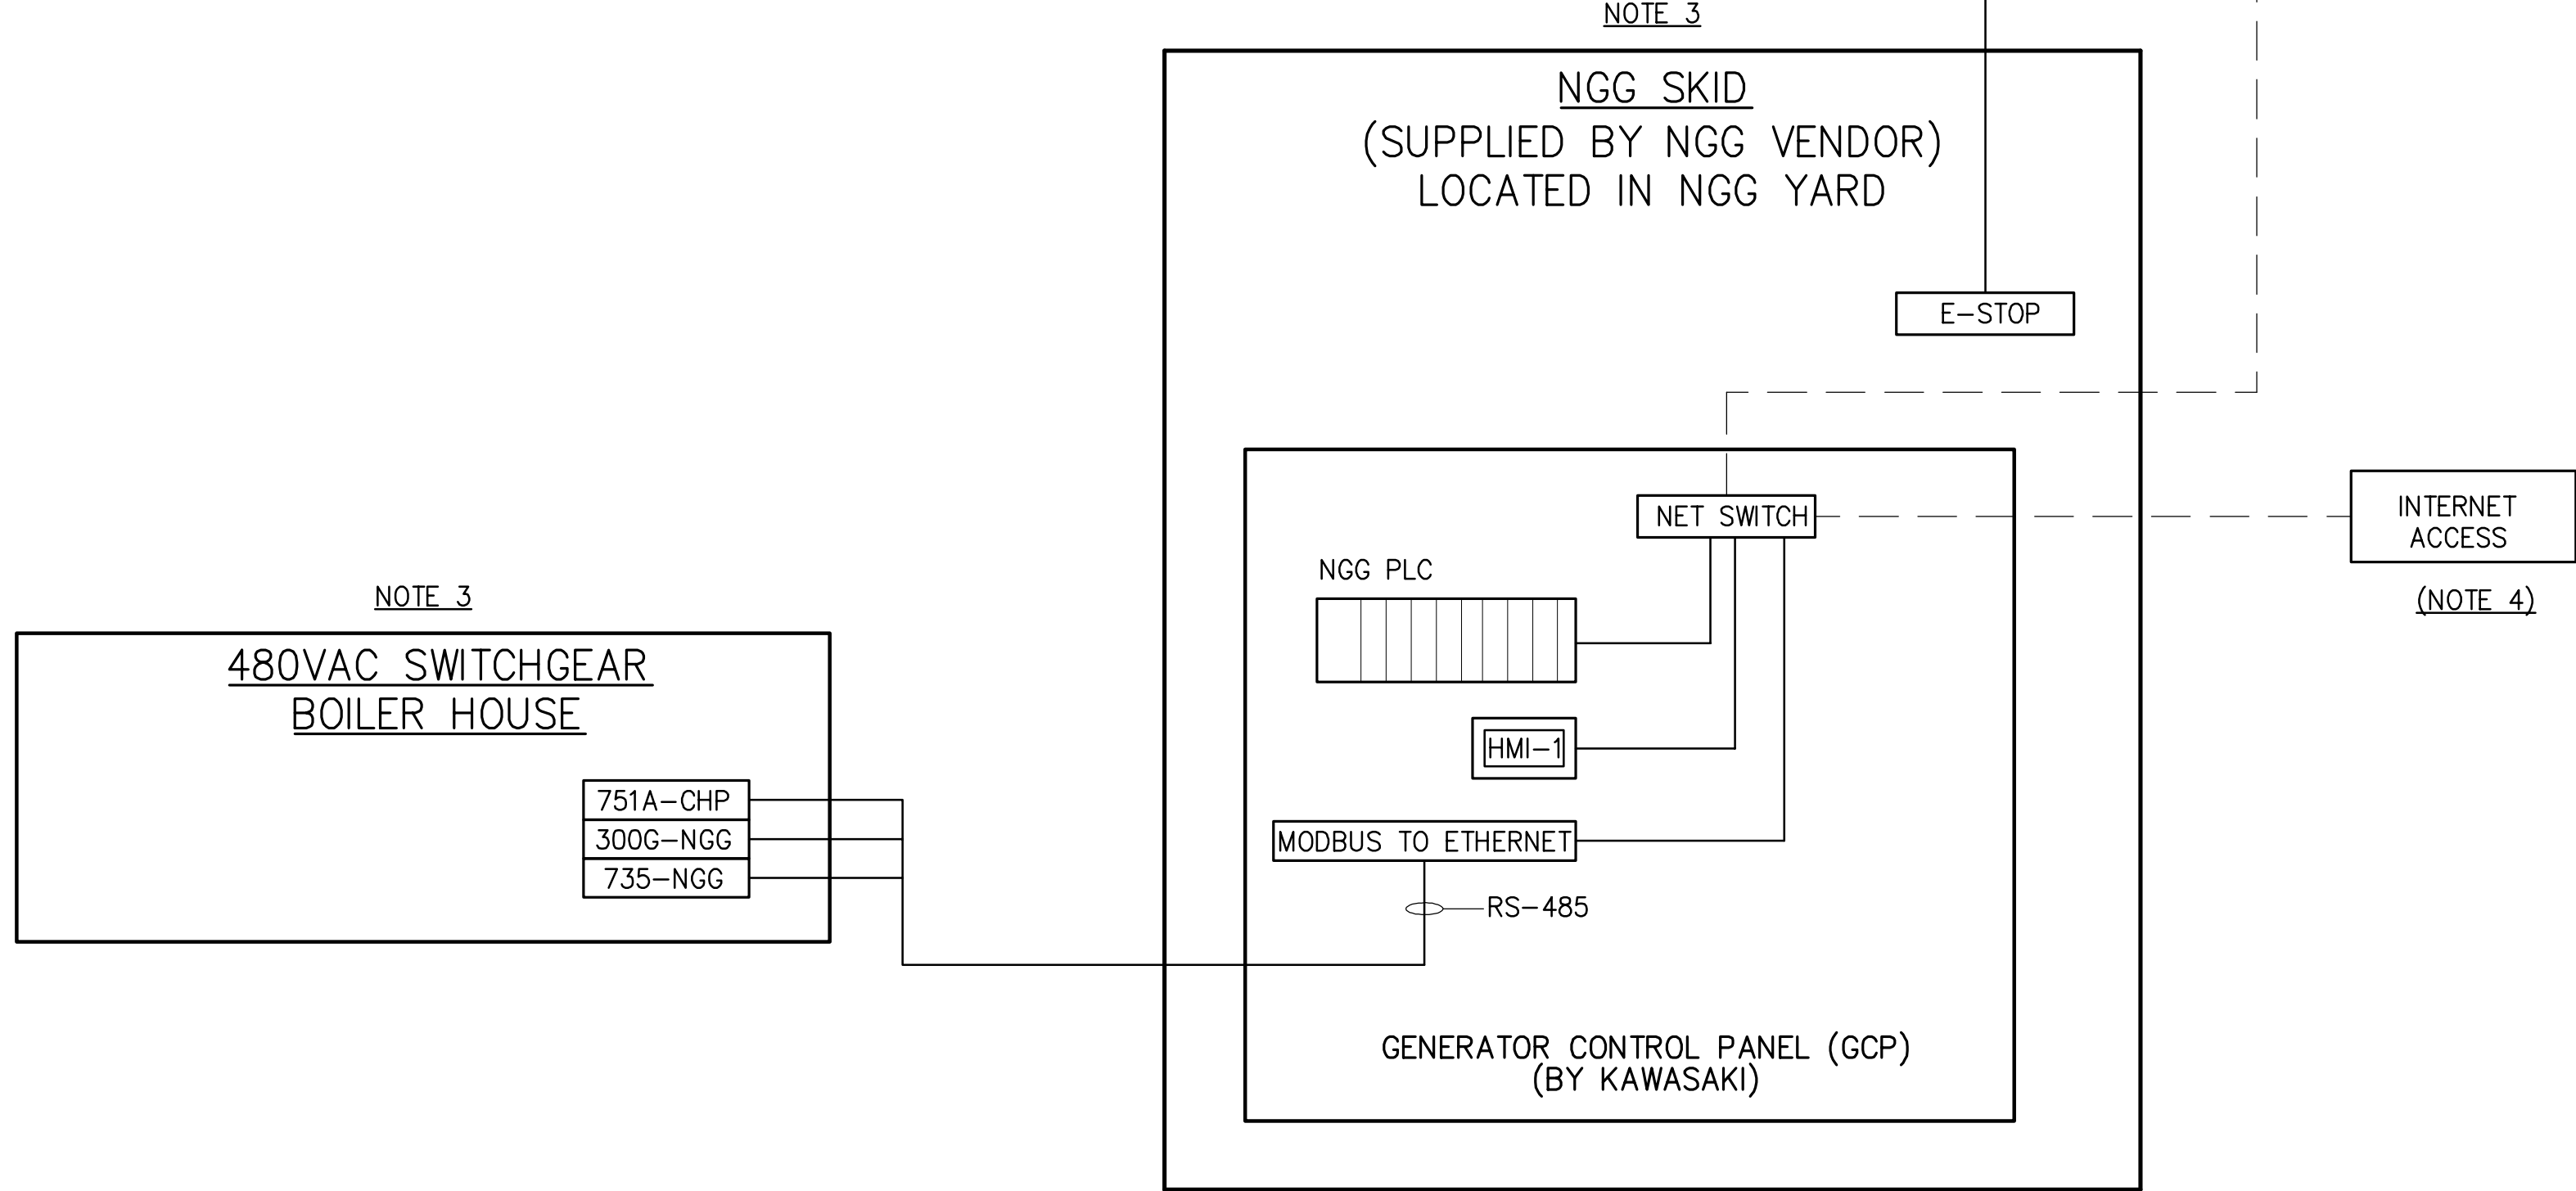 NOTE 3
NGG SKID
(SUPPLIED BY NGG VENDOR)
LOCATED IN NGG YARD
E-STOP
NET SWITCH
INTERNET
ACCESS
(NOTE 4)
NGG PLC
NOTE 3
480VAC SWITCHGEAR
BOILER HOUSE
HMI-1
751A-CHP
300G-NGG
735-NGG
MODBUS TO ETHERNET
RS-485
GENERATOR CONTROL PANEL (GCP)
(BY KAWASAKI)